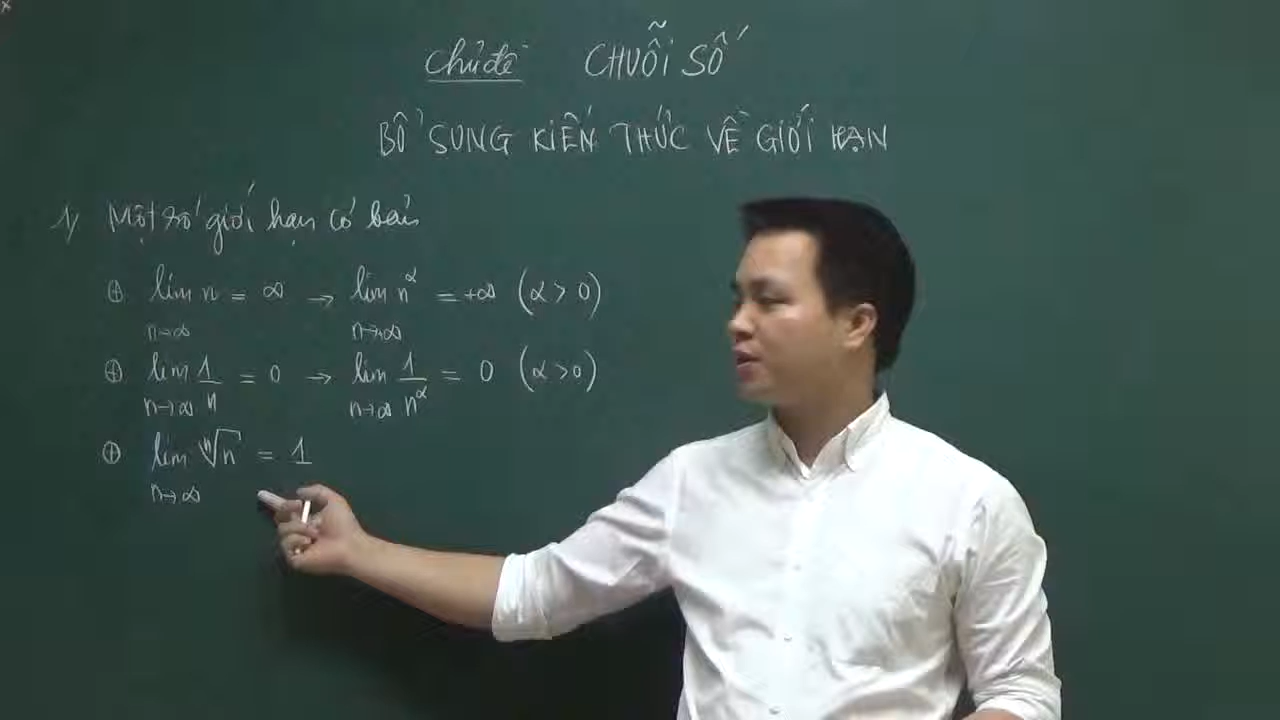 Chủ đề CHUỖI SỐ
BỔ SUNG KIẾN THỨC VỀ GIỚI HẠN
1/ Một số giới hạn cơ bản
⊕ lim n = ∞ → lim n^α = +∞ (α > 0)
n→∞ n→∞
⊕ lim 1/n = 0 → lim 1/n^α = 0 (α > 0)
n→∞ n→∞
⊕ lim ⁿ√n = 1
n→∞